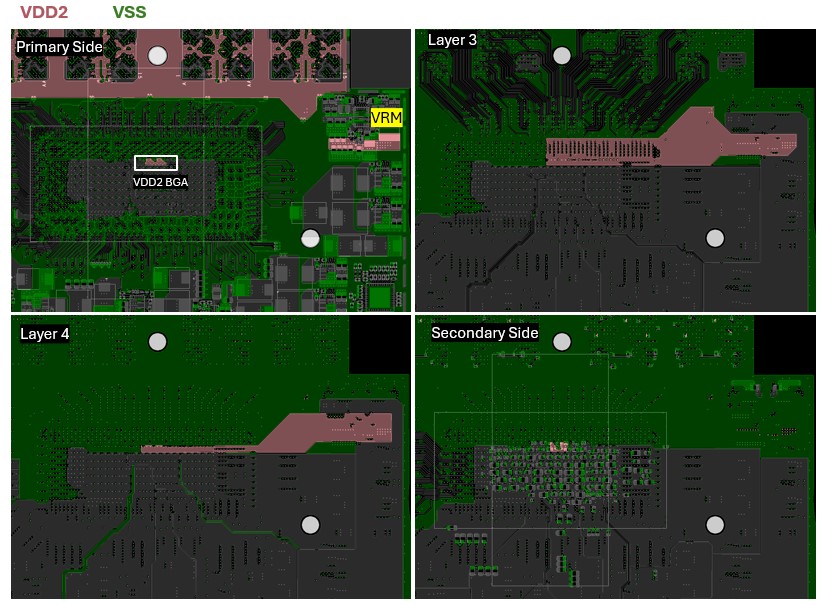 VDD2 VSS
Primary Side
VRM
VDD2 BGA
Layer 3
Layer 4
Secondary Side